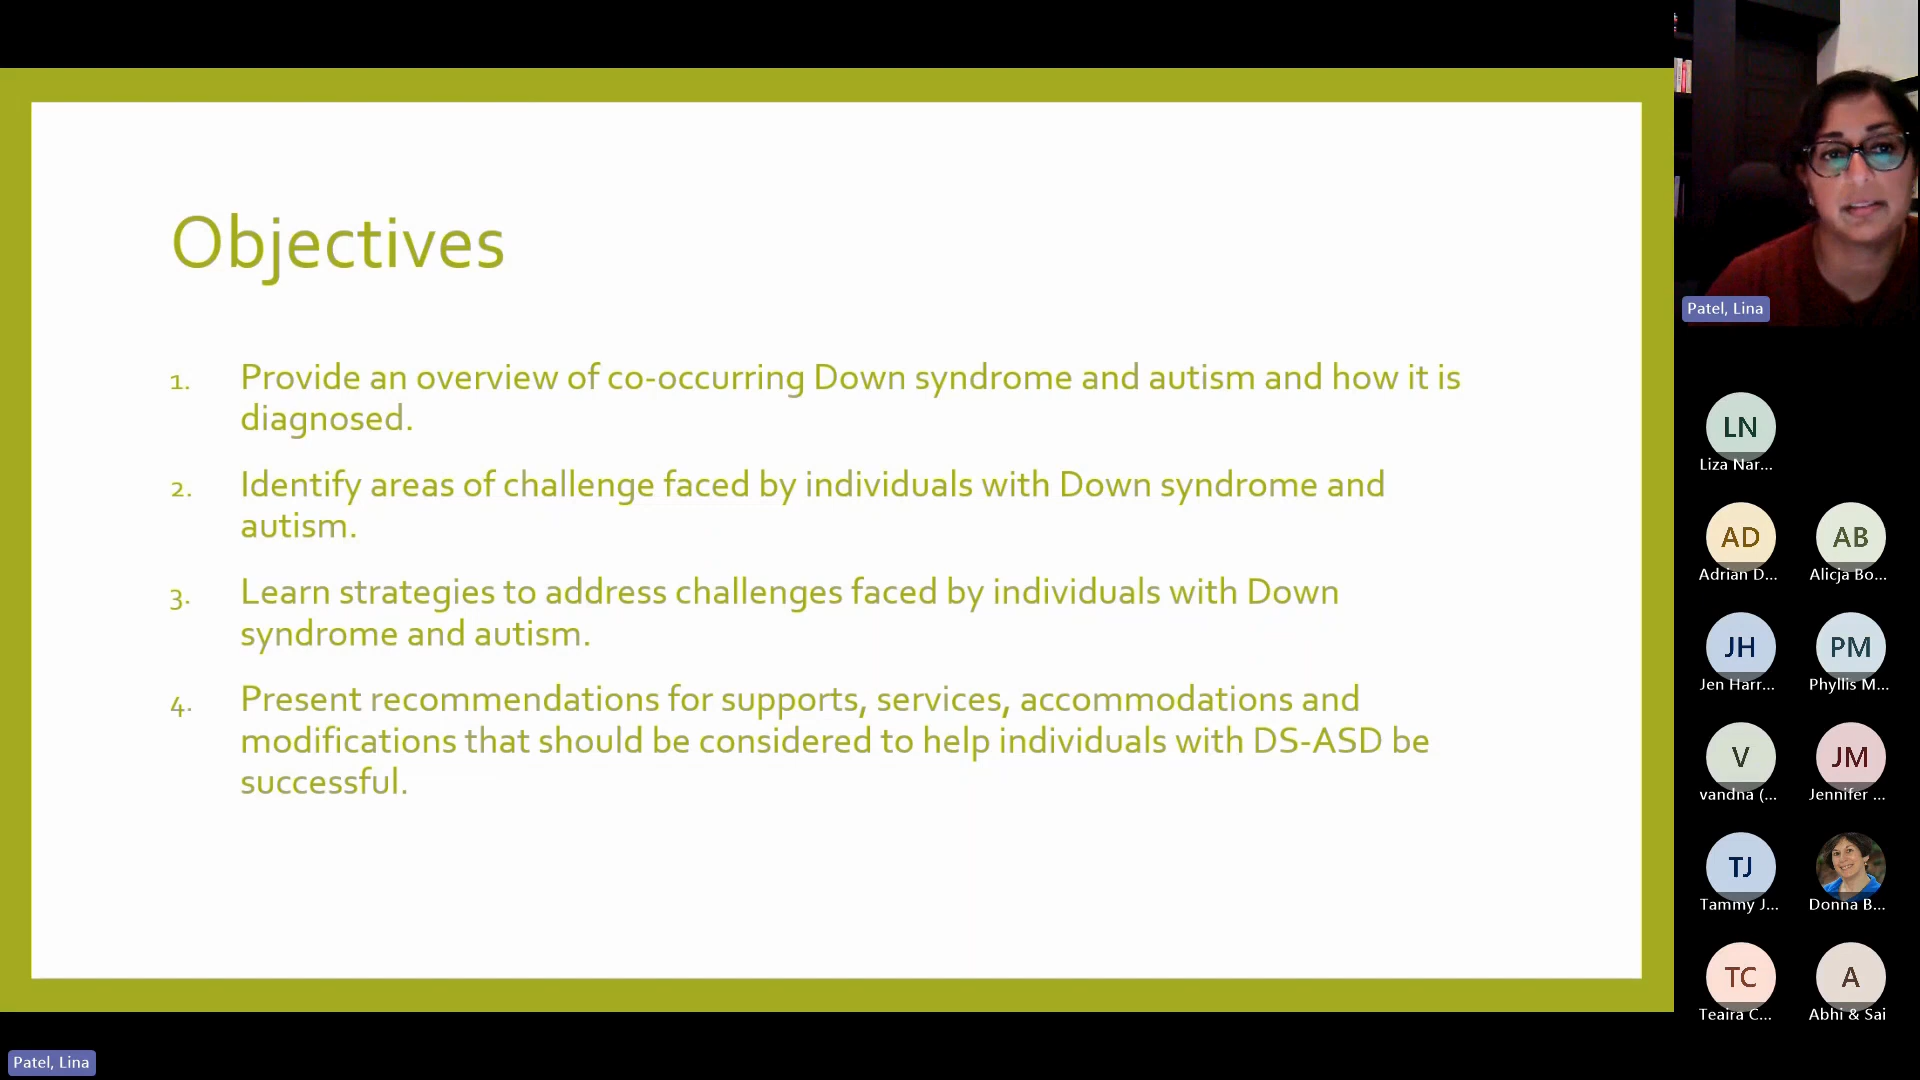 Objectives
1. Provide an overview of co-occurring Down syndrome and autism and how it is
diagnosed.
2. Identify areas of challenge faced by individuals with Down syndrome and
autism.
3. Learn strategies to address challenges faced by individuals with Down
syndrome and autism.
4. Present recommendations for supports, services, accommodations and
modifications that should be considered to help individuals with DS-ASD be
successful.
Patel, Lina
LN
Liza Nar...
AD
Adrian D...
AB
Alicja Bo...
JH
Jen Harr...
PM
Phyllis M...
V
vandna (...
JM
Jennifer ...
TJ
Tammy J...
Donna B...
TC
Teaira C...
A
Abhi & Sai
Patel, Lina